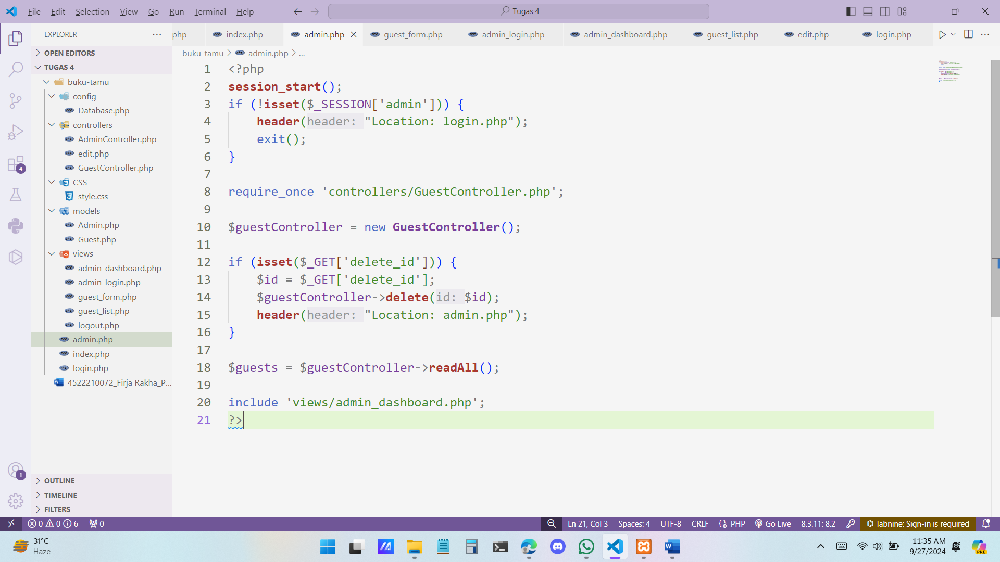 File Edit Selection View Go Run Terminal Help
Tugas 4
EXPLORER
php index.php admin.php guest_form.php admin_login.php admin_dashboard.php guest_list.php edit.php login.php
OPEN EDITORS
TUGAS 4
buku-tamu
config
Database.php
controllers
AdminController.php
edit.php
GuestController.php
CSS
style.css
models
Admin.php
Guest.php
views
admin_dashboard.php
admin_login.php
guest_form.php
guest_list.php
logout.php
admin.php
index.php
login.php
4522210072_Firja Rakha_P...
OUTLINE
TIMELINE
FILTERS
4
1
buku-tamu > admin.php > ...
1 <?php
2 session_start();
3 if (!isset($_SESSION['admin'])) {
4 header(header: "Location: login.php");
5 exit();
6 }
7
8 require_once 'controllers/GuestController.php';
9
10 $guestController = new GuestController();
11
12 if (isset($_GET['delete_id'])) {
13 $id = $_GET['delete_id'];
14 $guestController->delete(id: $id);
15 header(header: "Location: admin.php");
16 }
17
18 $guests = $guestController->readAll();
19
20 include 'views/admin_dashboard.php';
21 ?>
0 0 6 0 Ln 21, Col 3 Spaces: 4 UTF-8 CRLF PHP Go Live 8.3.11: 8.2 Tabnine: Sign-in is required
31°C
Haze
11:35 AM
9/27/2024
PRE